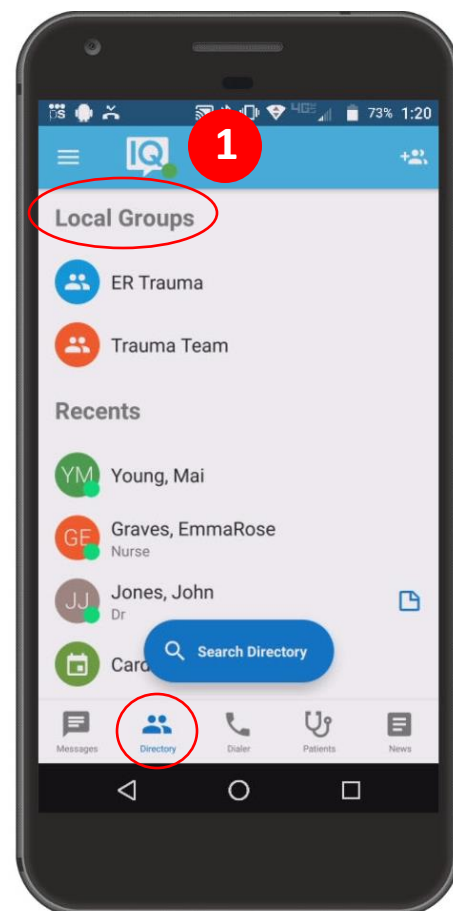 73% 1:20
IQ
1
Local Groups
ER Trauma
Trauma Team
Recents
YM Young, Mai
GE Graves, EmmaRose
Nurse
JJ Jones, John
Dr
Card
Search Directory
Messages Directory Dialer Patients News